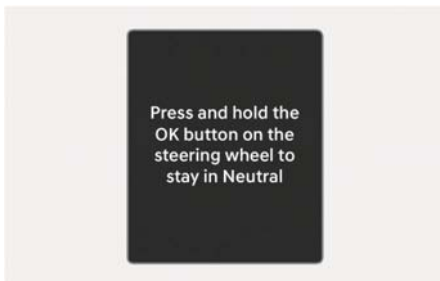 Press and hold the
OK button on the
steering wheel to
stay in Neutral